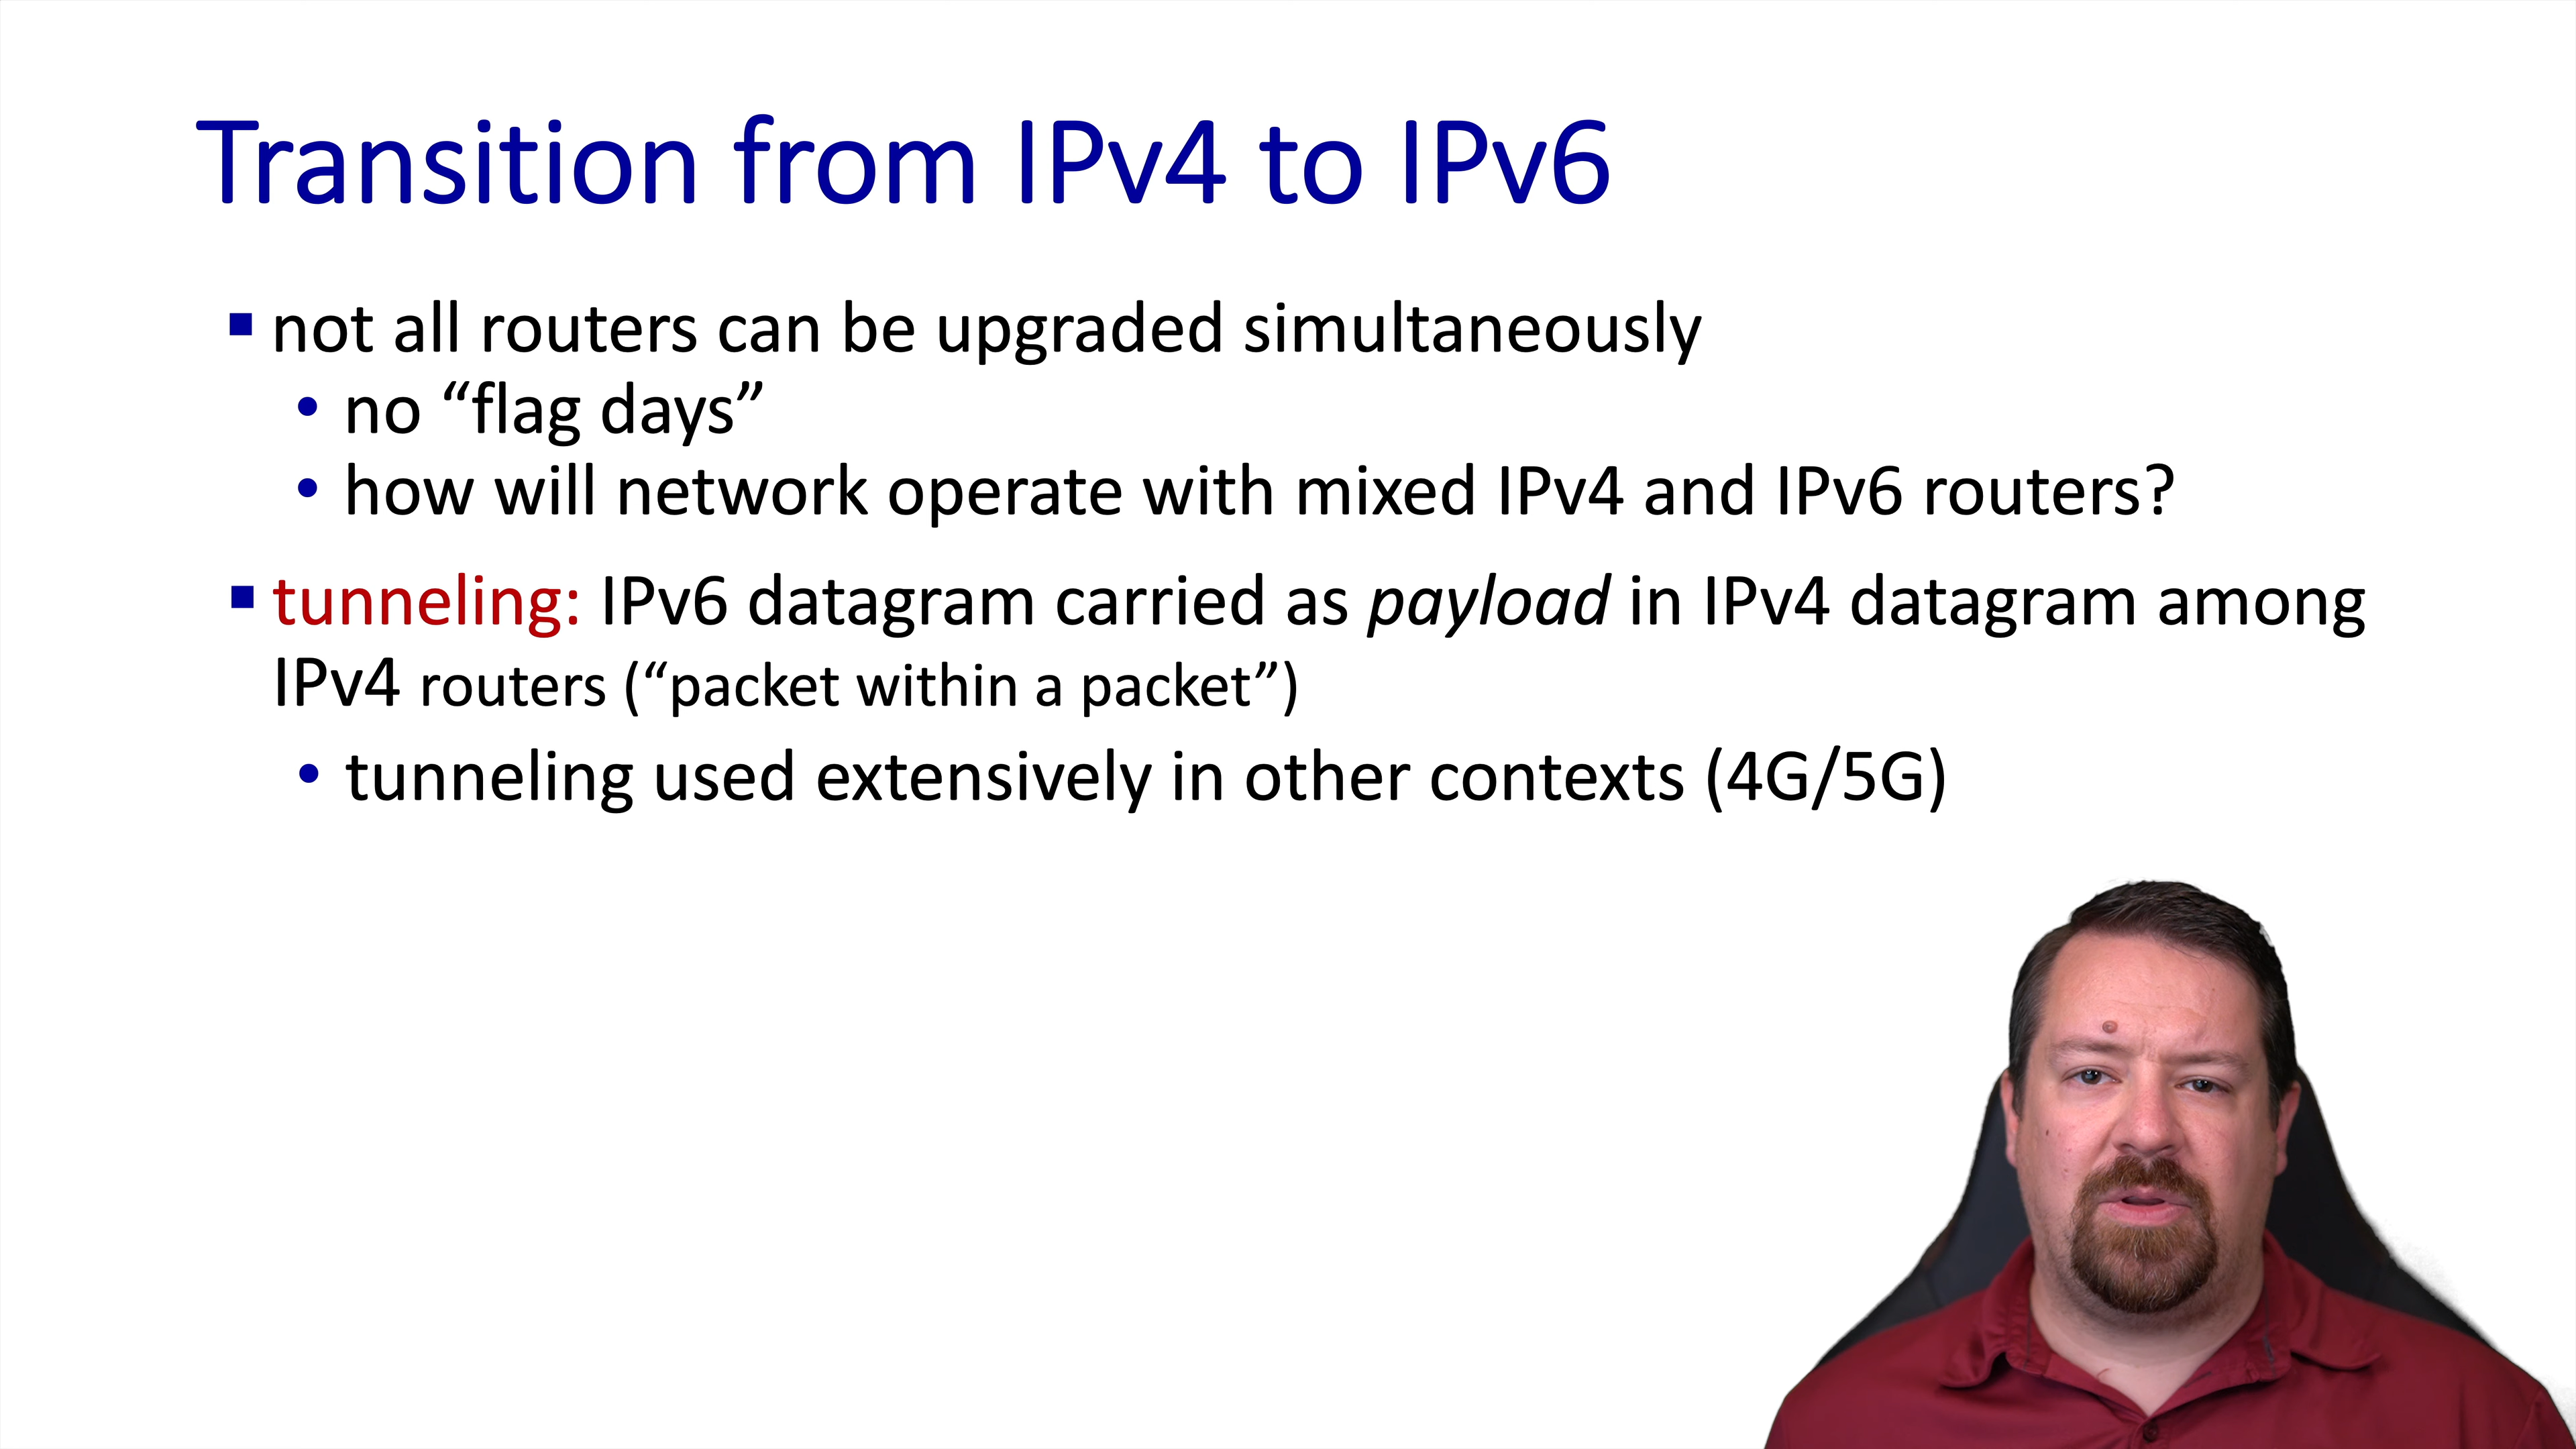 Transition from IPv4 to IPv6
not all routers can be upgraded simultaneously
no “flag days”
how will network operate with mixed IPv4 and IPv6 routers?
tunneling: IPv6 datagram carried as payload in IPv4 datagram among
IPv4 routers (“packet within a packet”)
tunneling used extensively in other contexts (4G/5G)